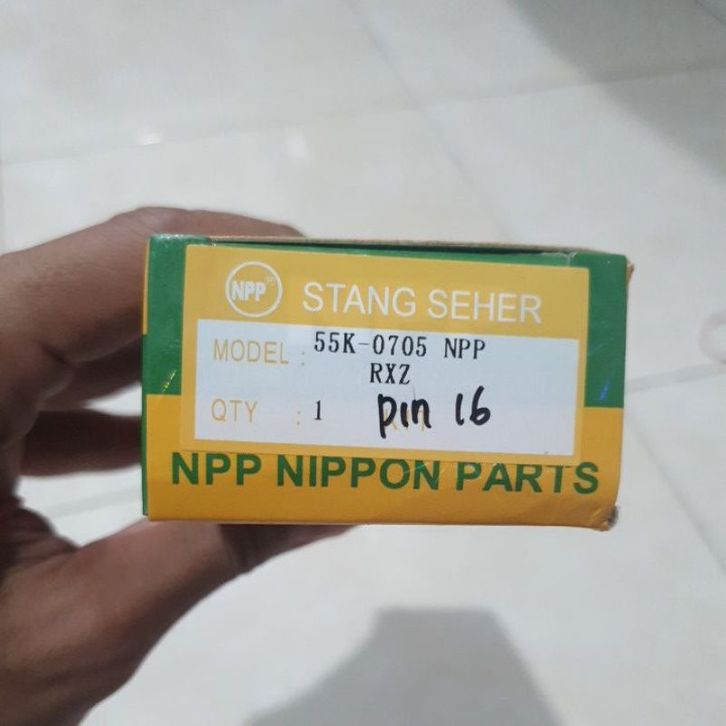 NPP
STANG SEHER
MODEL : 55K-0705 NPP
RXZ
QTY : 1 pin 16
NPP NIPPON PARTS